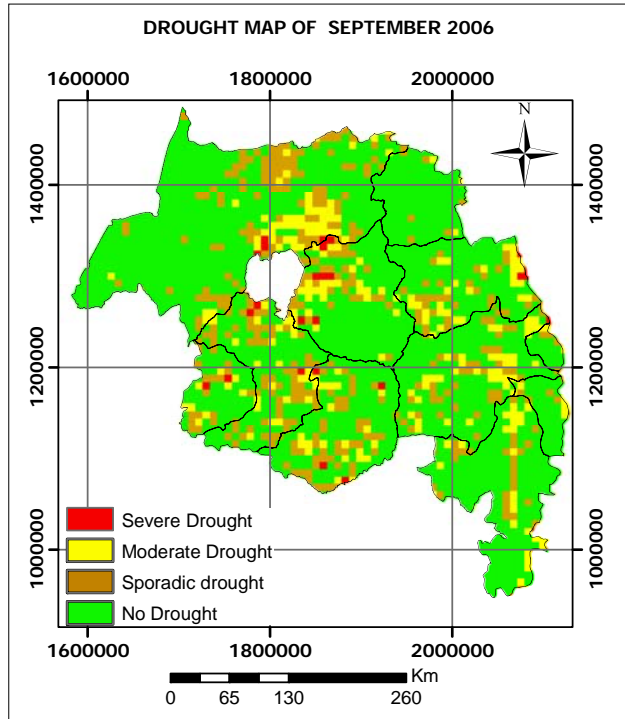 DROUGHT MAP OF SEPTEMBER 2006
1600000 1800000 2000000
N
1400000 1400000
1200000 1200000
1000000 1000000
Severe Drought
Moderate Drought
Sporadic drought
No Drought
1600000 1800000 2000000
Km
0 65 130 260